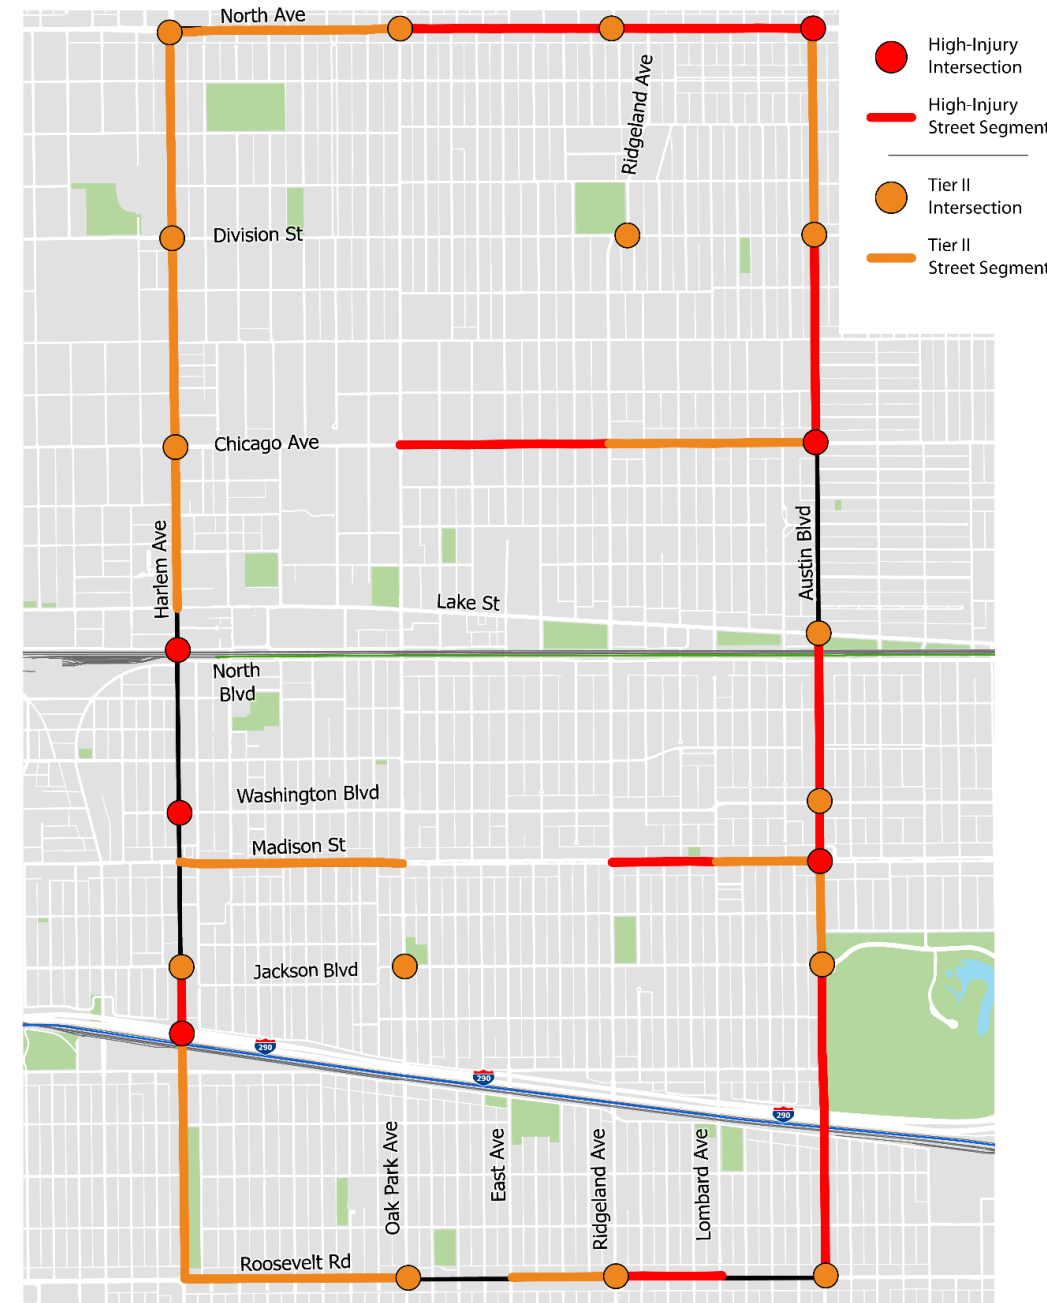 North Ave
Ridgeland Ave
High-Injury
Intersection
High-Injury
Street Segment
Tier II
Intersection
Tier II
Street Segment
Division St
Chicago Ave
Harlem Ave
Austin Blvd
Lake St
North
Blvd
Washington Blvd
Madison St
Jackson Blvd
290
290
290
Oak Park Ave
East Ave
Ridgeland Ave
Lombard Ave
Roosevelt Rd